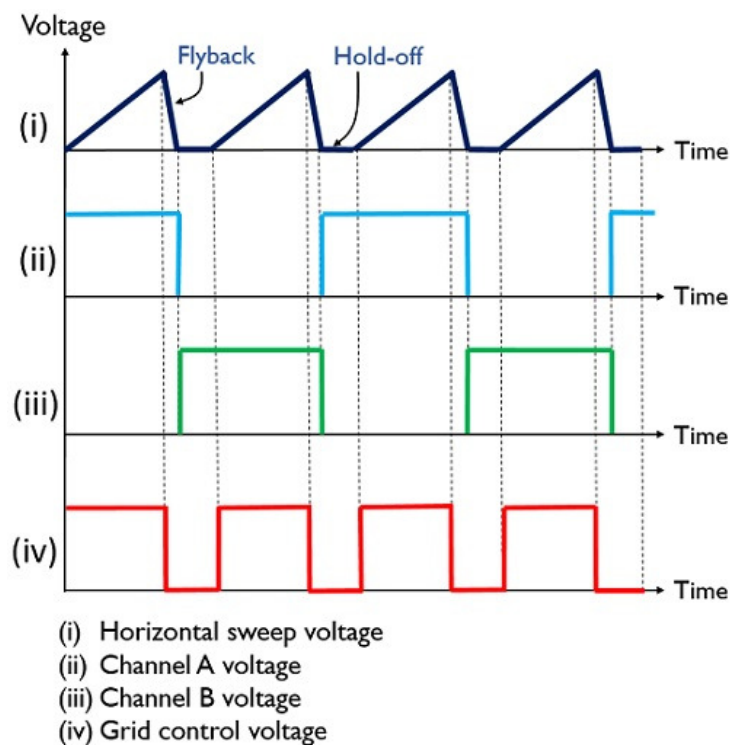 Voltage
Flyback
Hold-off
(i)
Time
(ii)
Time
(iii)
Time
(iv)
Time
(i) Horizontal sweep voltage
(ii) Channel A voltage
(iii) Channel B voltage
(iv) Grid control voltage